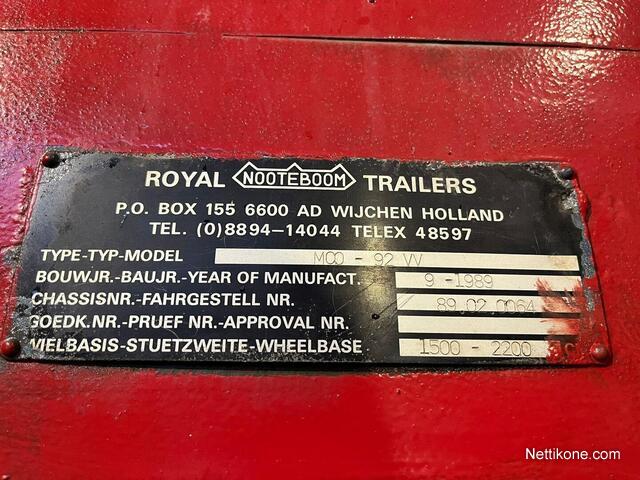 ROYAL NOOTEBOOM TRAILERS
P.O. BOX 155 6600 AD WIJCHEN HOLLAND
TEL. (0)8894-14044 TELEX 48597
TYPE-TYP-MODEL MCO - 92 VV
BOUWJR.-BAUJR.-YEAR OF MANUFACT. 9 -1989
CHASSISNR.-FAHRGESTELL NR. 89.02.0064
GOEDK.NR.-PRUEF NR.-APPROVAL NR.
WIELBASIS-STUETZWEITE-WHEELBASE 1500 - 2200
Nettikone.com